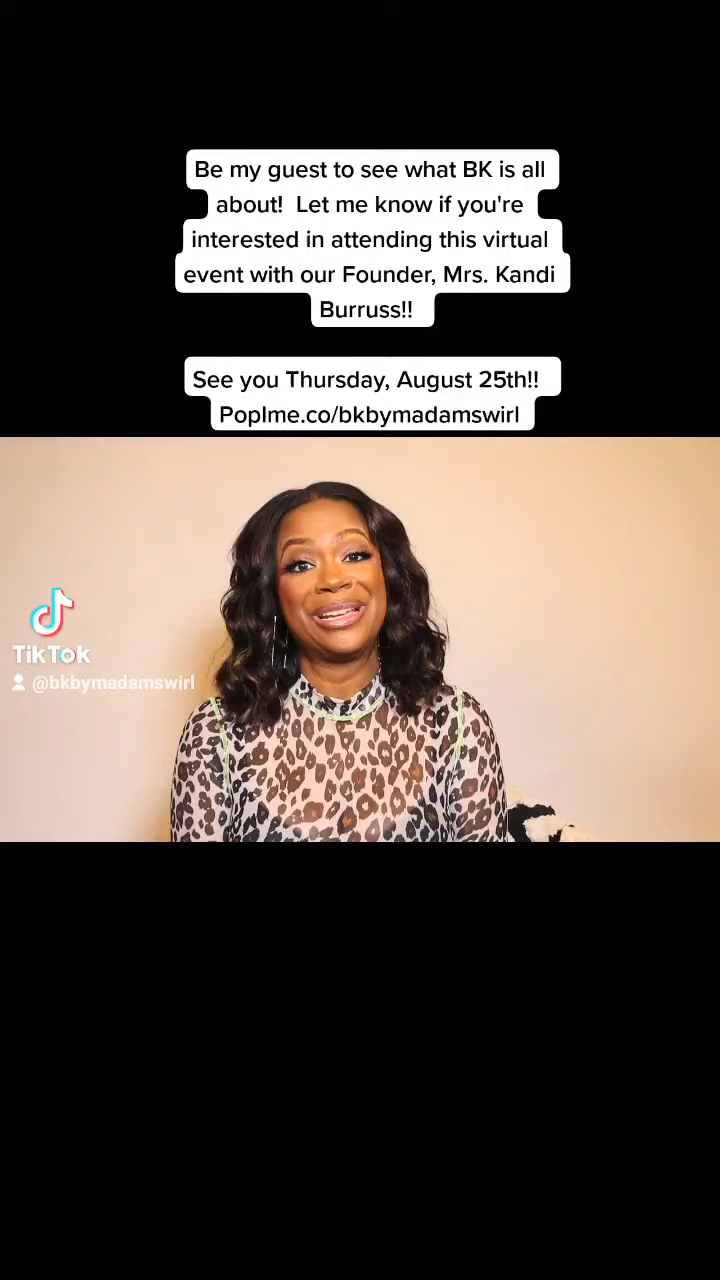 Be my guest to see what BK is all
about!  Let me know if you're
interested in attending this virtual
event with our Founder, Mrs. Kandi
Burruss!!
See you Thursday, August 25th!!
Poplme.co/bkbymadamswirl
TikTok
@bkbymadamswirl